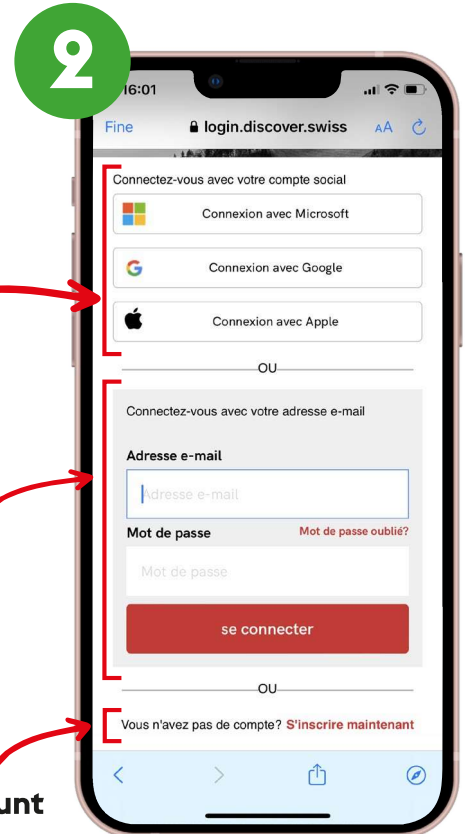 2
16:01
Fine login.discover.swiss AA
Connectez-vous avec votre compte social
Connexion avec Microsoft
Connexion avec Google
Connexion avec Apple
OU
Connectez-vous avec votre adresse e-mail
Adresse e-mail
Adresse e-mail
Mot de passe Mot de passe oublié?
Mot de passe
se connecter
OU
Vous n'avez pas de compte? S'inscrire maintenant
unt